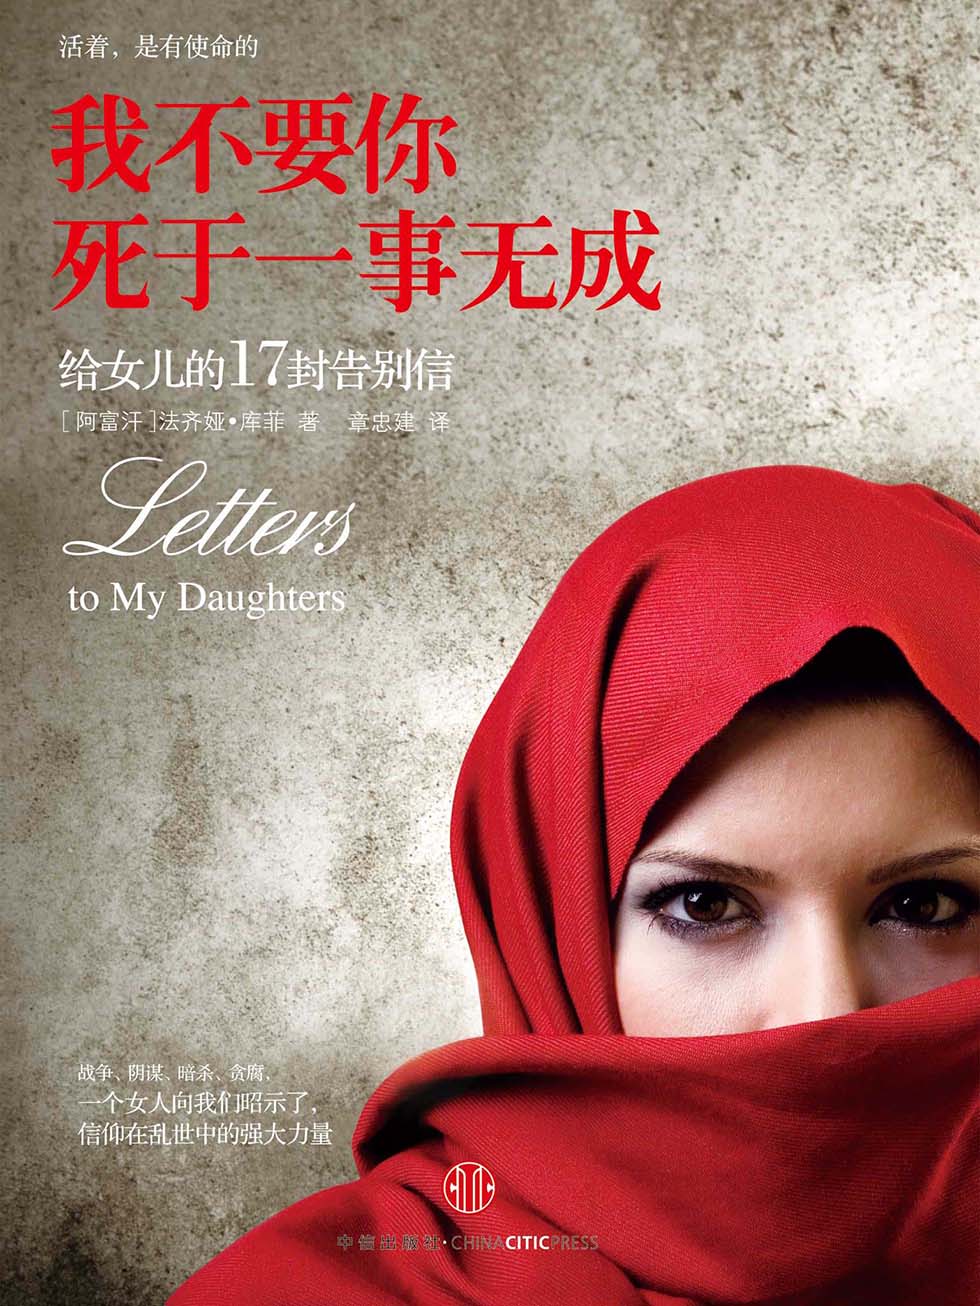 活着，是有使命的
我不要你
死于一事无成
给女儿的17封告别信
[ 阿富汗 ]法齐娅•库菲 著 章忠建 译
Letters
to My Daughters
战争、阴谋、暗杀、贪腐，
一个女人向我们昭示了，
信仰在乱世中的强大力量
中信出版社·CHINACITICPRESS